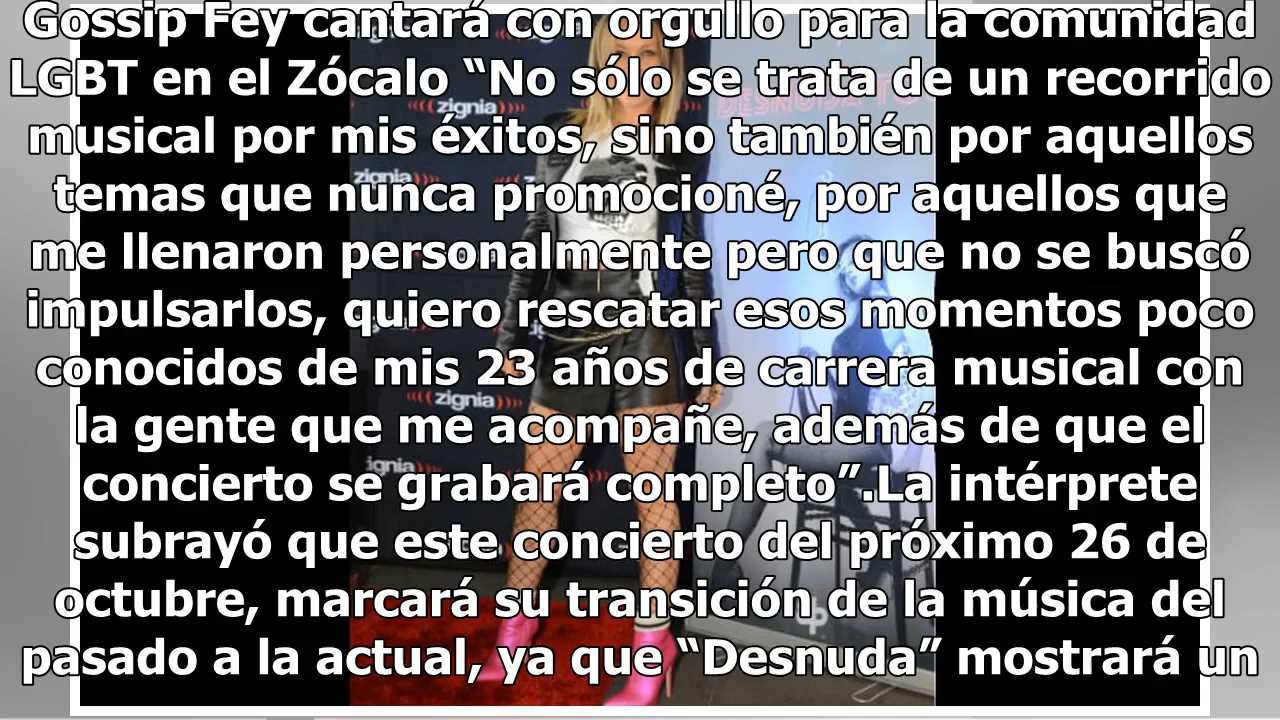 Gossip Fey cantará con orgullo para la comunidad
LGBT en el Zócalo “No sólo se trata de un recorrido
musical por mis éxitos, sino también por aquellos
temas que nunca promocioné, por aquellos que
me llenaron personalmente pero que no se buscó
impulsarlos, quiero rescatar esos momentos poco
conocidos de mis 23 años de carrera musical con
la gente que me acompañe, además de que el
concierto se grabará completo”.La intérprete
subrayó que este concierto del próximo 26 de
octubre, marcará su transición de la música del
pasado a la actual, ya que “Desnuda” mostrará un
zignia
zignia
zignia
ignia